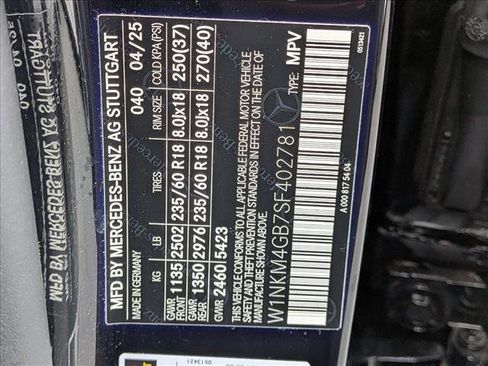 MFD BY MERCEDES-BENZ AG STUTTGART
MADE IN GERMANY 040 04/25
KG LB TIRES RIM SIZE COLD KPA (PSI)
GAWR FRONT 1135 2502 235/60 R18 8.0Jx18 250(37)
GAWR REAR 1350 2976 235/60 R18 8.0Jx18 270(40)
GVWR 2460 5423
THIS VEHICLE CONFORMS TO ALL APPLICABLE FEDERAL MOTOR VEHICLE
SAFETY AND THEFT PREVENTION STANDARDS IN EFFECT ON THE DATE OF
MANUFACTURE SHOWN ABOVE.
W1NKM4GB7SF402781 TYPE: MPV
A 000 817 54 04
0513421
0513421